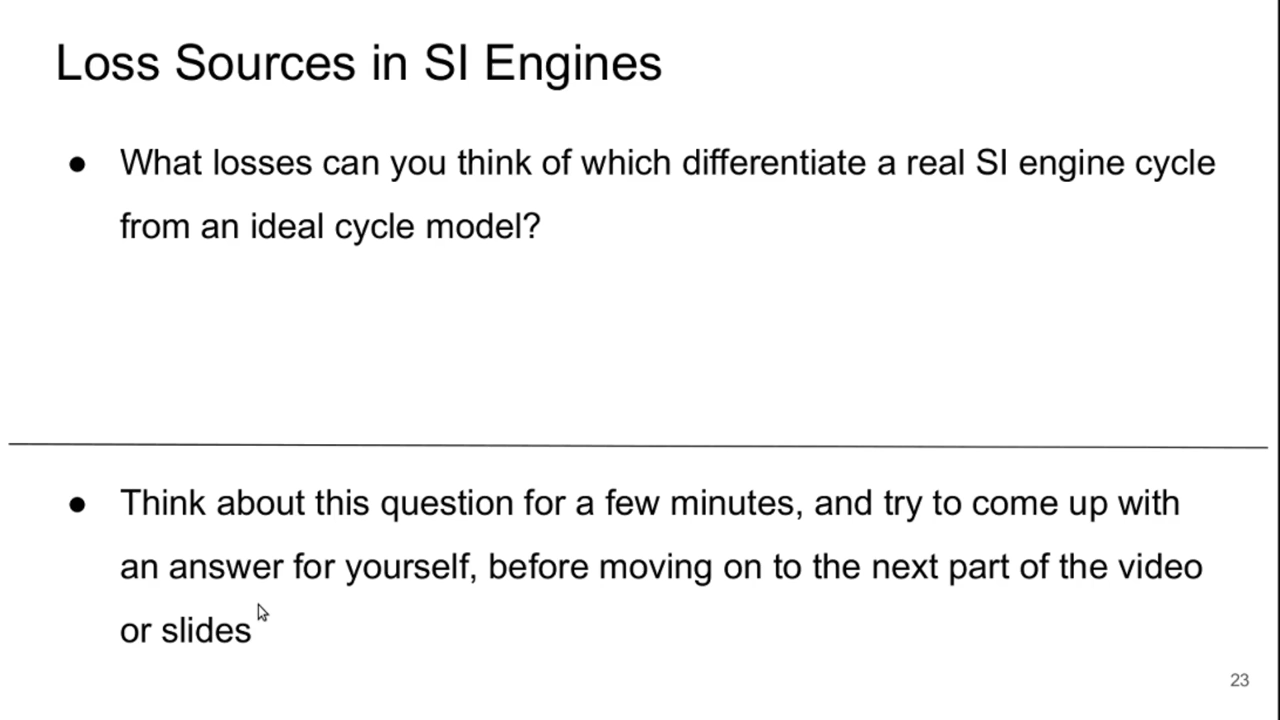 Loss Sources in SI Engines
● What losses can you think of which differentiate a real SI engine cycle
from an ideal cycle model?
● Think about this question for a few minutes, and try to come up with
an answer for yourself, before moving on to the next part of the video
or slides
23